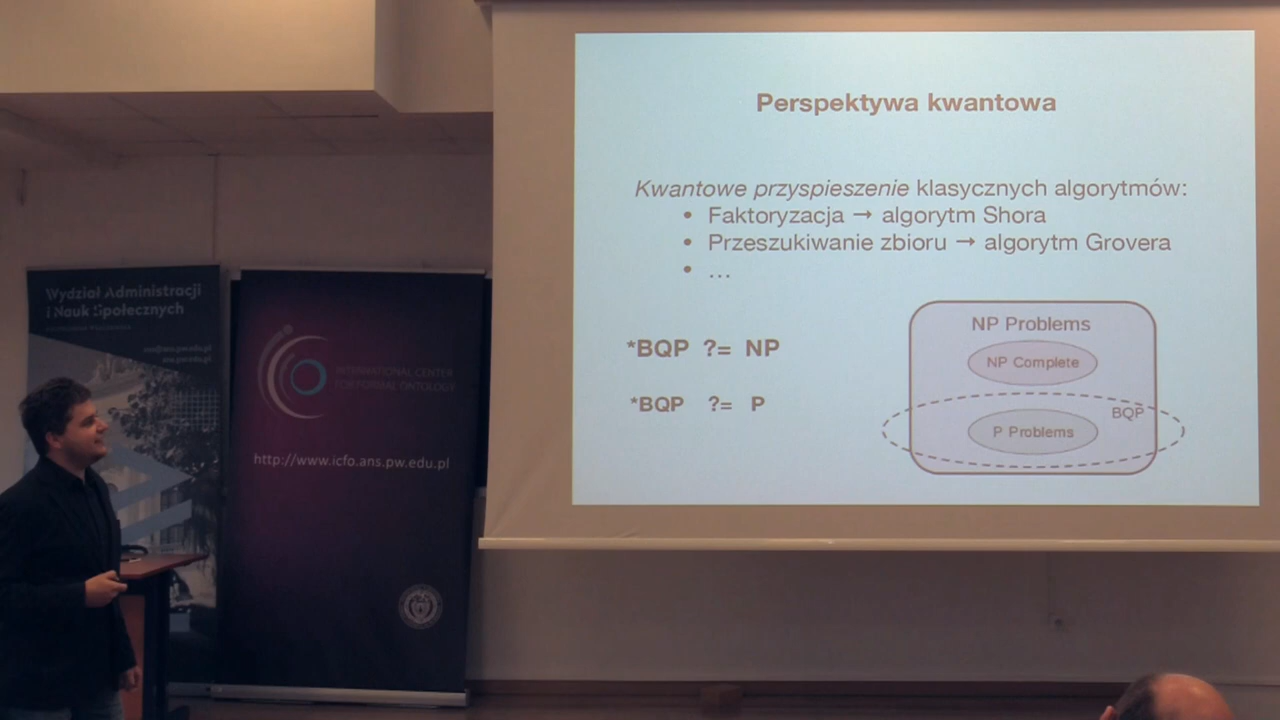 Perspektywa kwantowa
Kwantowe przyspieszenie klasycznych algorytmów:
• Faktoryzacja → algorytm Shora
• Przeszukiwanie zbioru → algorytm Grovera
• ...
*BQP ?= NP
*BQP ?= P
NP Problems
NP Complete
BQP
P Problems
Wydział Administracji
i Nauk Społecznych
INTERNATIONAL CENTER
FOR FORMAL ONTOLOGY
http://www.icfo.ans.pw.edu.pl